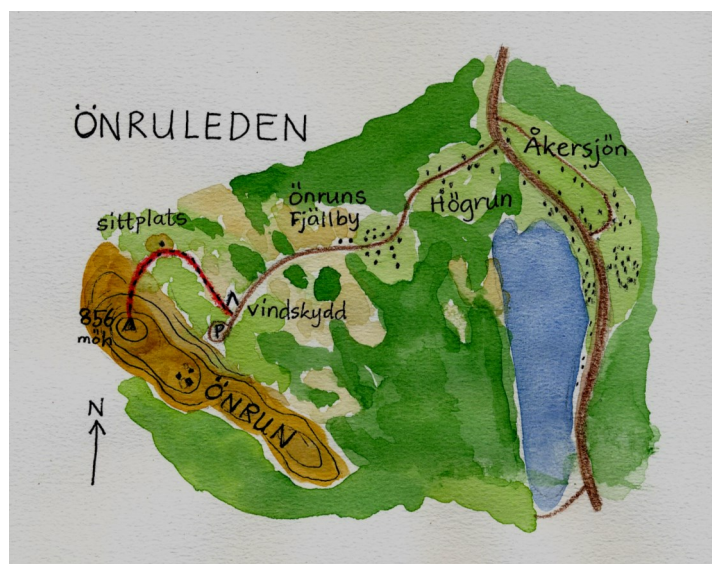 ÖNRULEDEN
Åkersjön
Önruns
Fjällby
Högrun
sittplats
vindskydd
856
möh
P
ÖNRUN
N